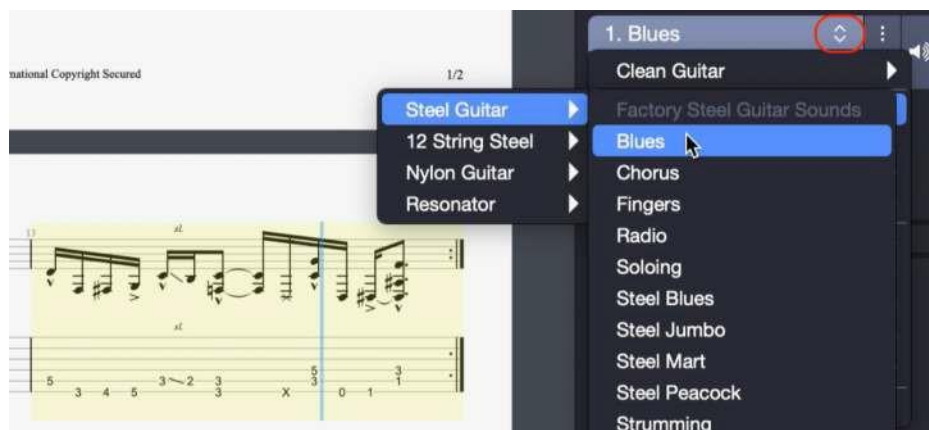 1. Blues
Clean Guitar
national Copyright Secured 1/2
Steel Guitar
12 String Steel
Nylon Guitar
Resonator
Factory Steel Guitar Sounds
Blues
Chorus
Fingers
Radio
Soloing
Steel Blues
Steel Jumbo
Steel Mart
Steel Peacock
Strumming
13
sl.
sl.
5 3 4 5 3 2 3 3 X 5 3 0 1 3 1